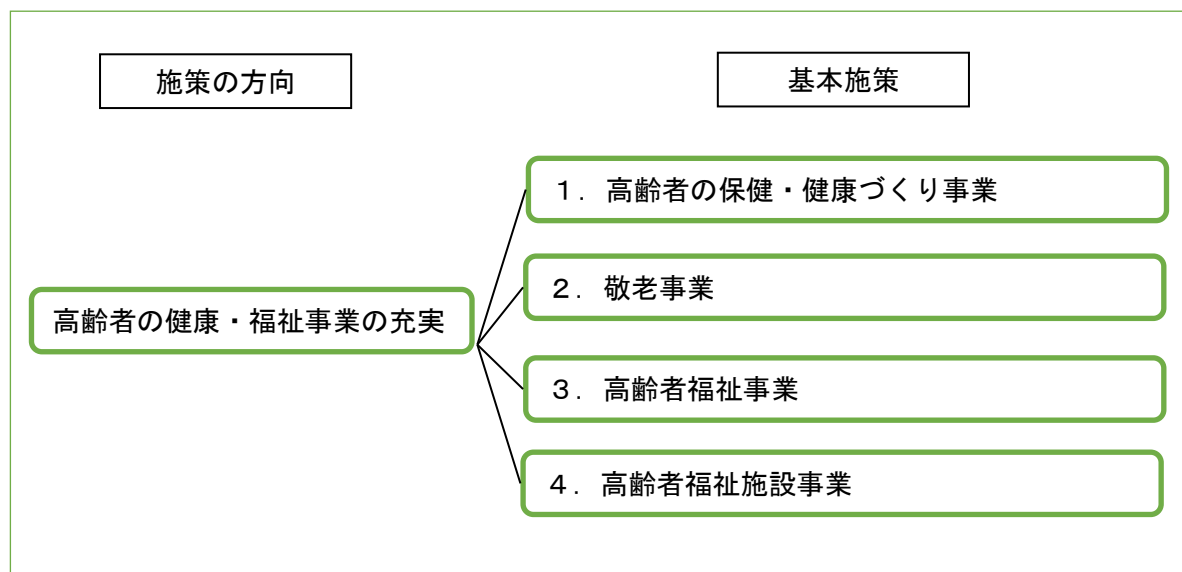 施策の方向
基本施策
１．高齢者の保健・健康づくり事業
２．敬老事業
高齢者の健康・福祉事業の充実
３．高齢者福祉事業
４．高齢者福祉施設事業